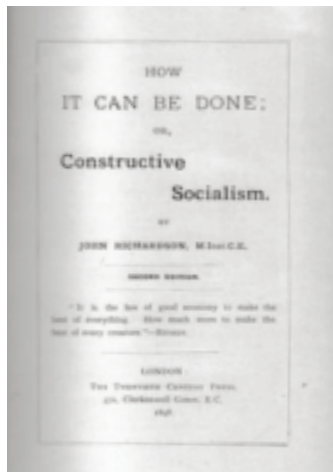 HOW
IT CAN BE DONE;
OR,
Constructive
Socialism.
BY
JOHN RICHARDSON, M.Inst.C.E.
SECOND EDITION.
"It is the law of good economy to make the
best of everything. How much more to make the
best of every creature."—Ruskin
LONDON
The Twentieth Century Press,
Clerkenwell Green, E.C.